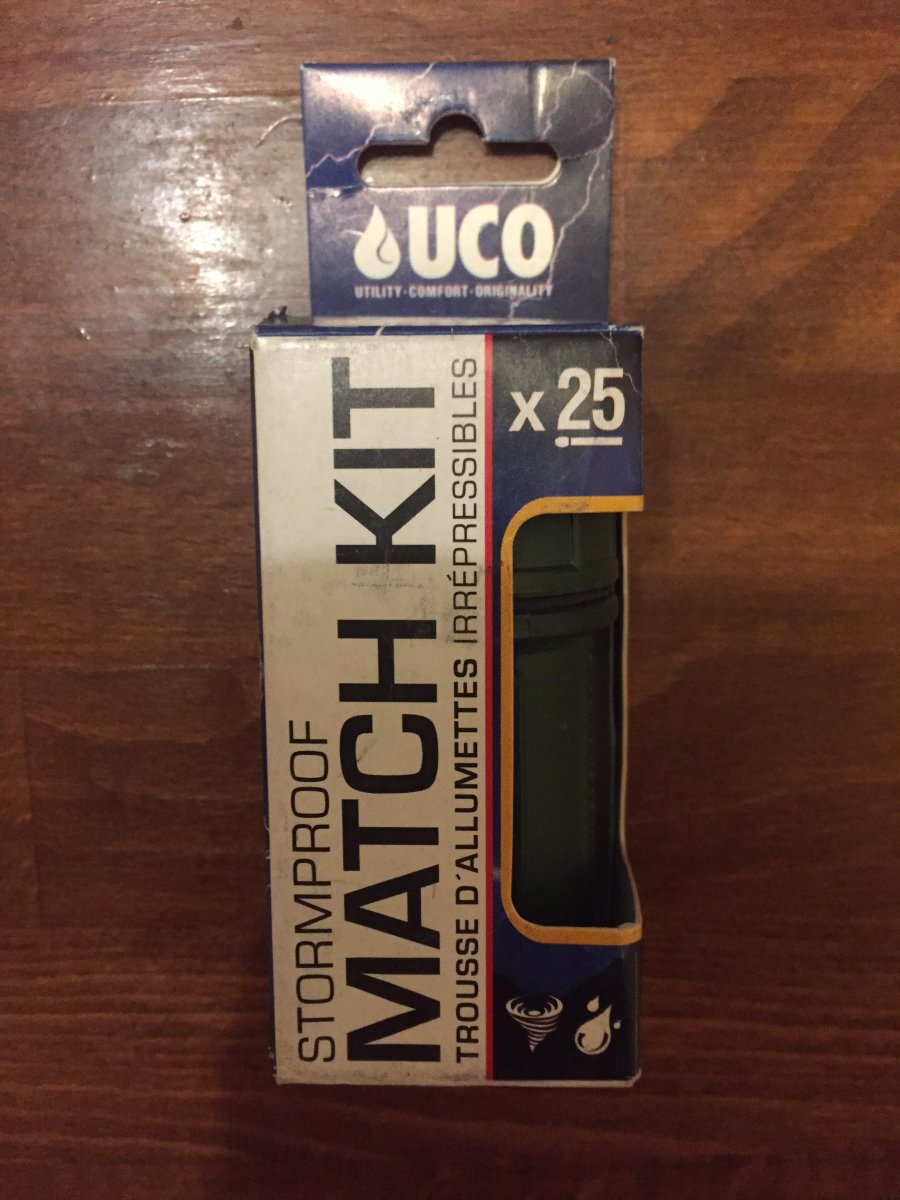 UCO
UTILITY·COMFORT·ORIGINALITY
x 25
STORMPROOF
MATCH KIT
TROUSSE D'ALLUMETTES IRRÉPRESSIBLES